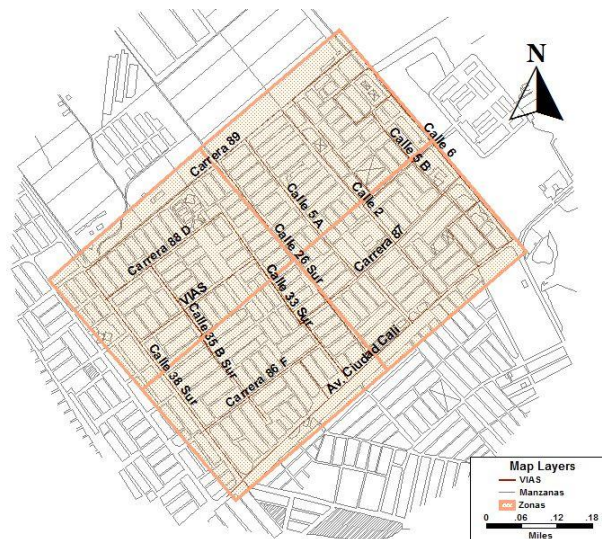 N
Calle 6
Calle 5 B
Carrera 89
Calle 5 A
Calle 2
Carrera 88 D
Calle 26 Sur
Carrera 87
VIAS
Calle 33 Sur
Calle 35 B Sur
Calle 38 Sur
Carrera 86 F
Av. Ciudad Cali
Map Layers
VIAS
Manzanas
Zonas
0 .06 .12 .18
Miles